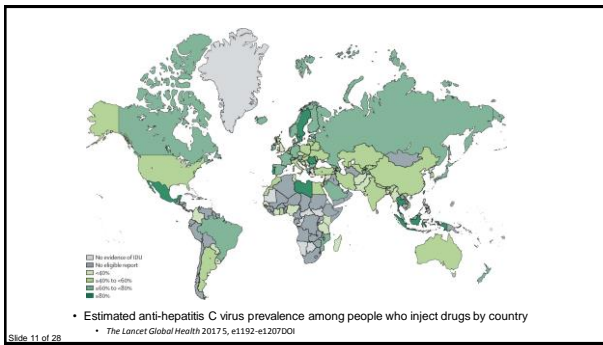 No evidence of IDU
No eligible report
<40%
≥40% to <60%
≥60% to <80%
≥80%
• Estimated anti-hepatitis C virus prevalence among people who inject drugs by country
• The Lancet Global Health 2017 5, e1192-e1207DOI
Slide 11 of 28